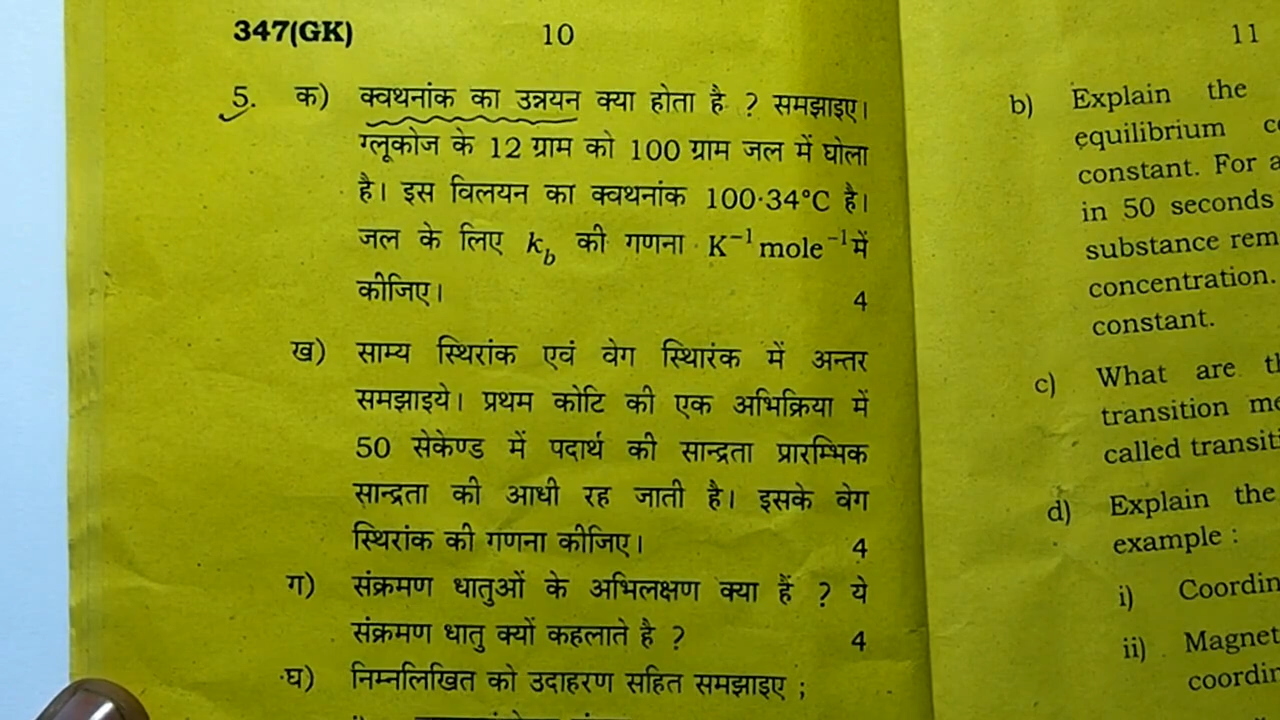 347(GK)
10
5. क) क्वथनांक का उन्नयन क्या होता है ? समझाइए।
ग्लूकोज के 12 ग्राम को 100 ग्राम जल में घोला
है। इस विलयन का क्वथनांक 100·34°C है।
जल के लिए k_b की गणना K⁻¹ mole⁻¹ में
कीजिए। 4
ख) साम्य स्थिरांक एवं वेग स्थिारंक में अन्तर
समझाइये। प्रथम कोटि की एक अभिक्रिया में
50 सेकेण्ड में पदार्थ की सान्द्रता प्रारम्भिक
सान्द्रता की आधी रह जाती है। इसके वेग
स्थिरांक की गणना कीजिए। 4
ग) संक्रमण धातुओं के अभिलक्षण क्या हैं ? ये
संक्रमण धातु क्यों कहलाते है ? 4
घ) निम्नलिखित को उदाहरण सहित समझाइए ;
11
b) Explain the
equilibrium
constant. For a
in 50 seconds
substance rem
concentration.
constant.
c) What are
transition me
called transiti
d) Explain the
example :
i) Coordin
ii) Magnet
coordin